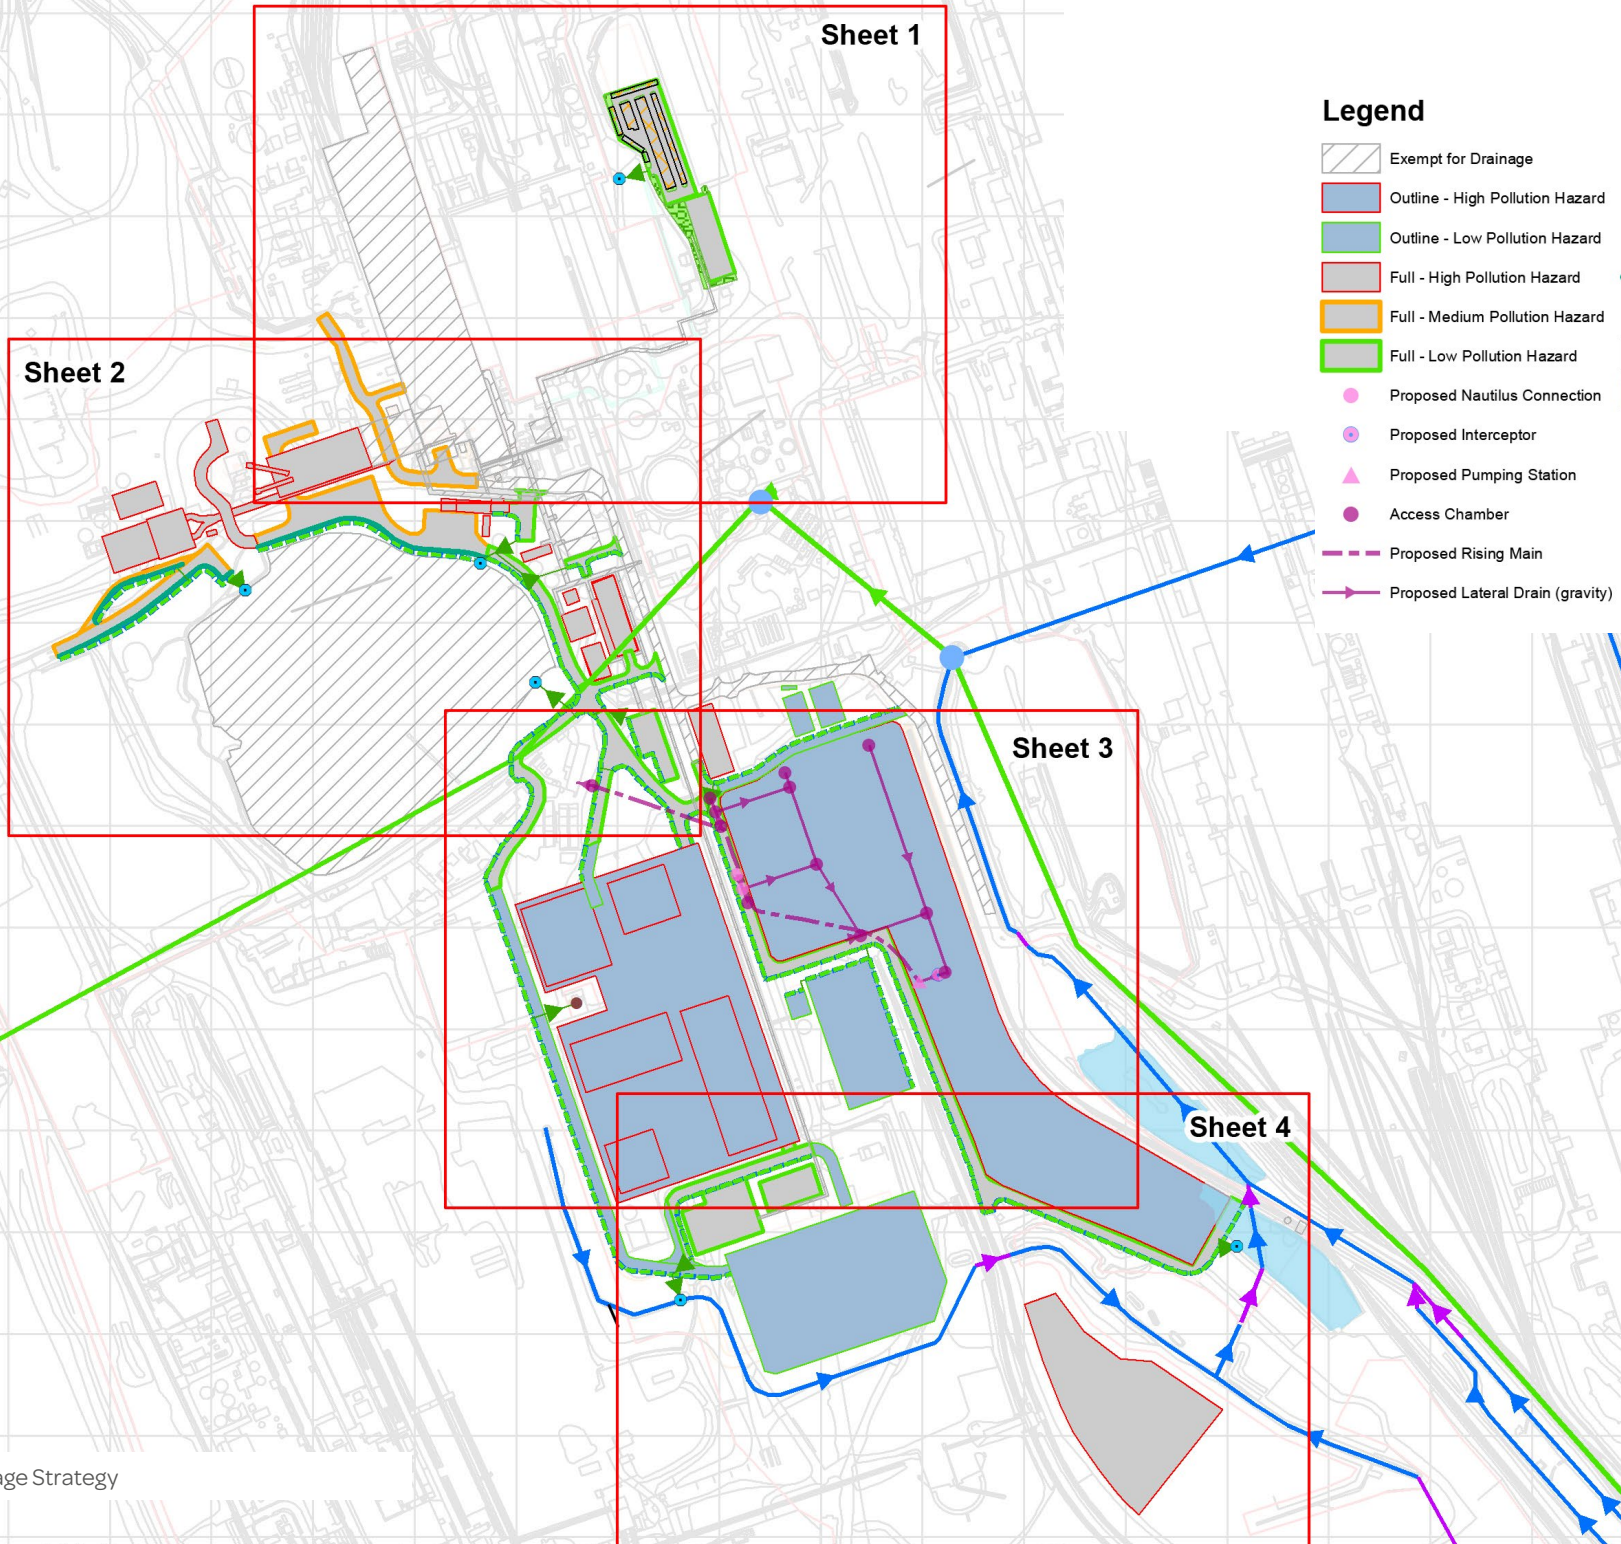 Sheet 1
Legend
Exempt for Drainage
Outline - High Pollution Hazard
Outline - Low Pollution Hazard
Full - High Pollution Hazard
Full - Medium Pollution Hazard
Full - Low Pollution Hazard
Proposed Nautilus Connection
Proposed Interceptor
Proposed Pumping Station
Access Chamber
Proposed Rising Main
Proposed Lateral Drain (gravity)
Sheet 2
Sheet 3
Sheet 4
age Strategy